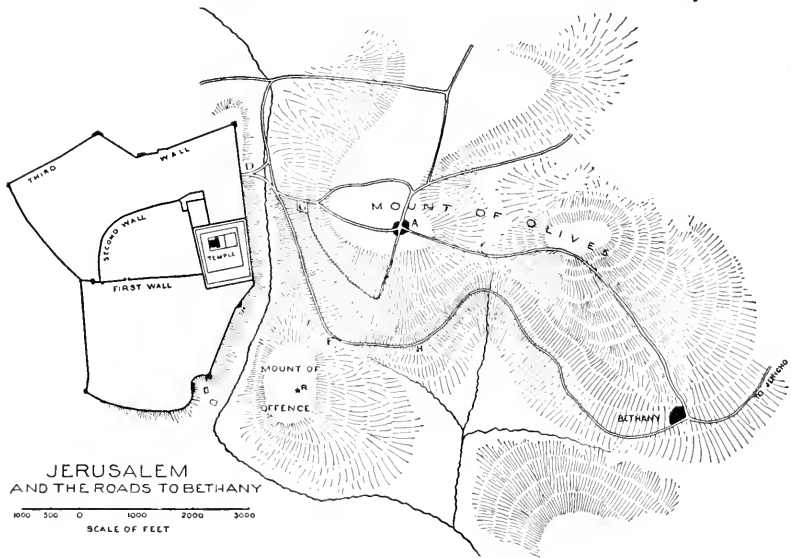 THIRD
WALL
SECOND WALL
TEMPLE
FIRST WALL
MOUNT OF OLIVES
A
F
H
MOUNT OF
R
OFFENCE
BETHANY
TO JERICHO
JERUSALEM
AND THE ROADS TO BETHANY
1000 500 0 1000 2000 3000
SCALE OF FEET